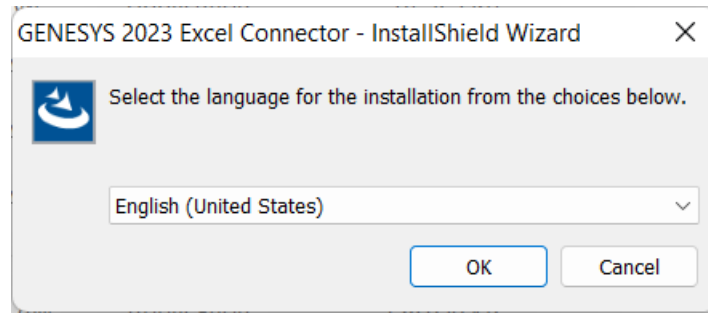 GENESYS 2023 Excel Connector - InstallShield Wizard
Select the language for the installation from the choices below.
English (United States)
OK Cancel